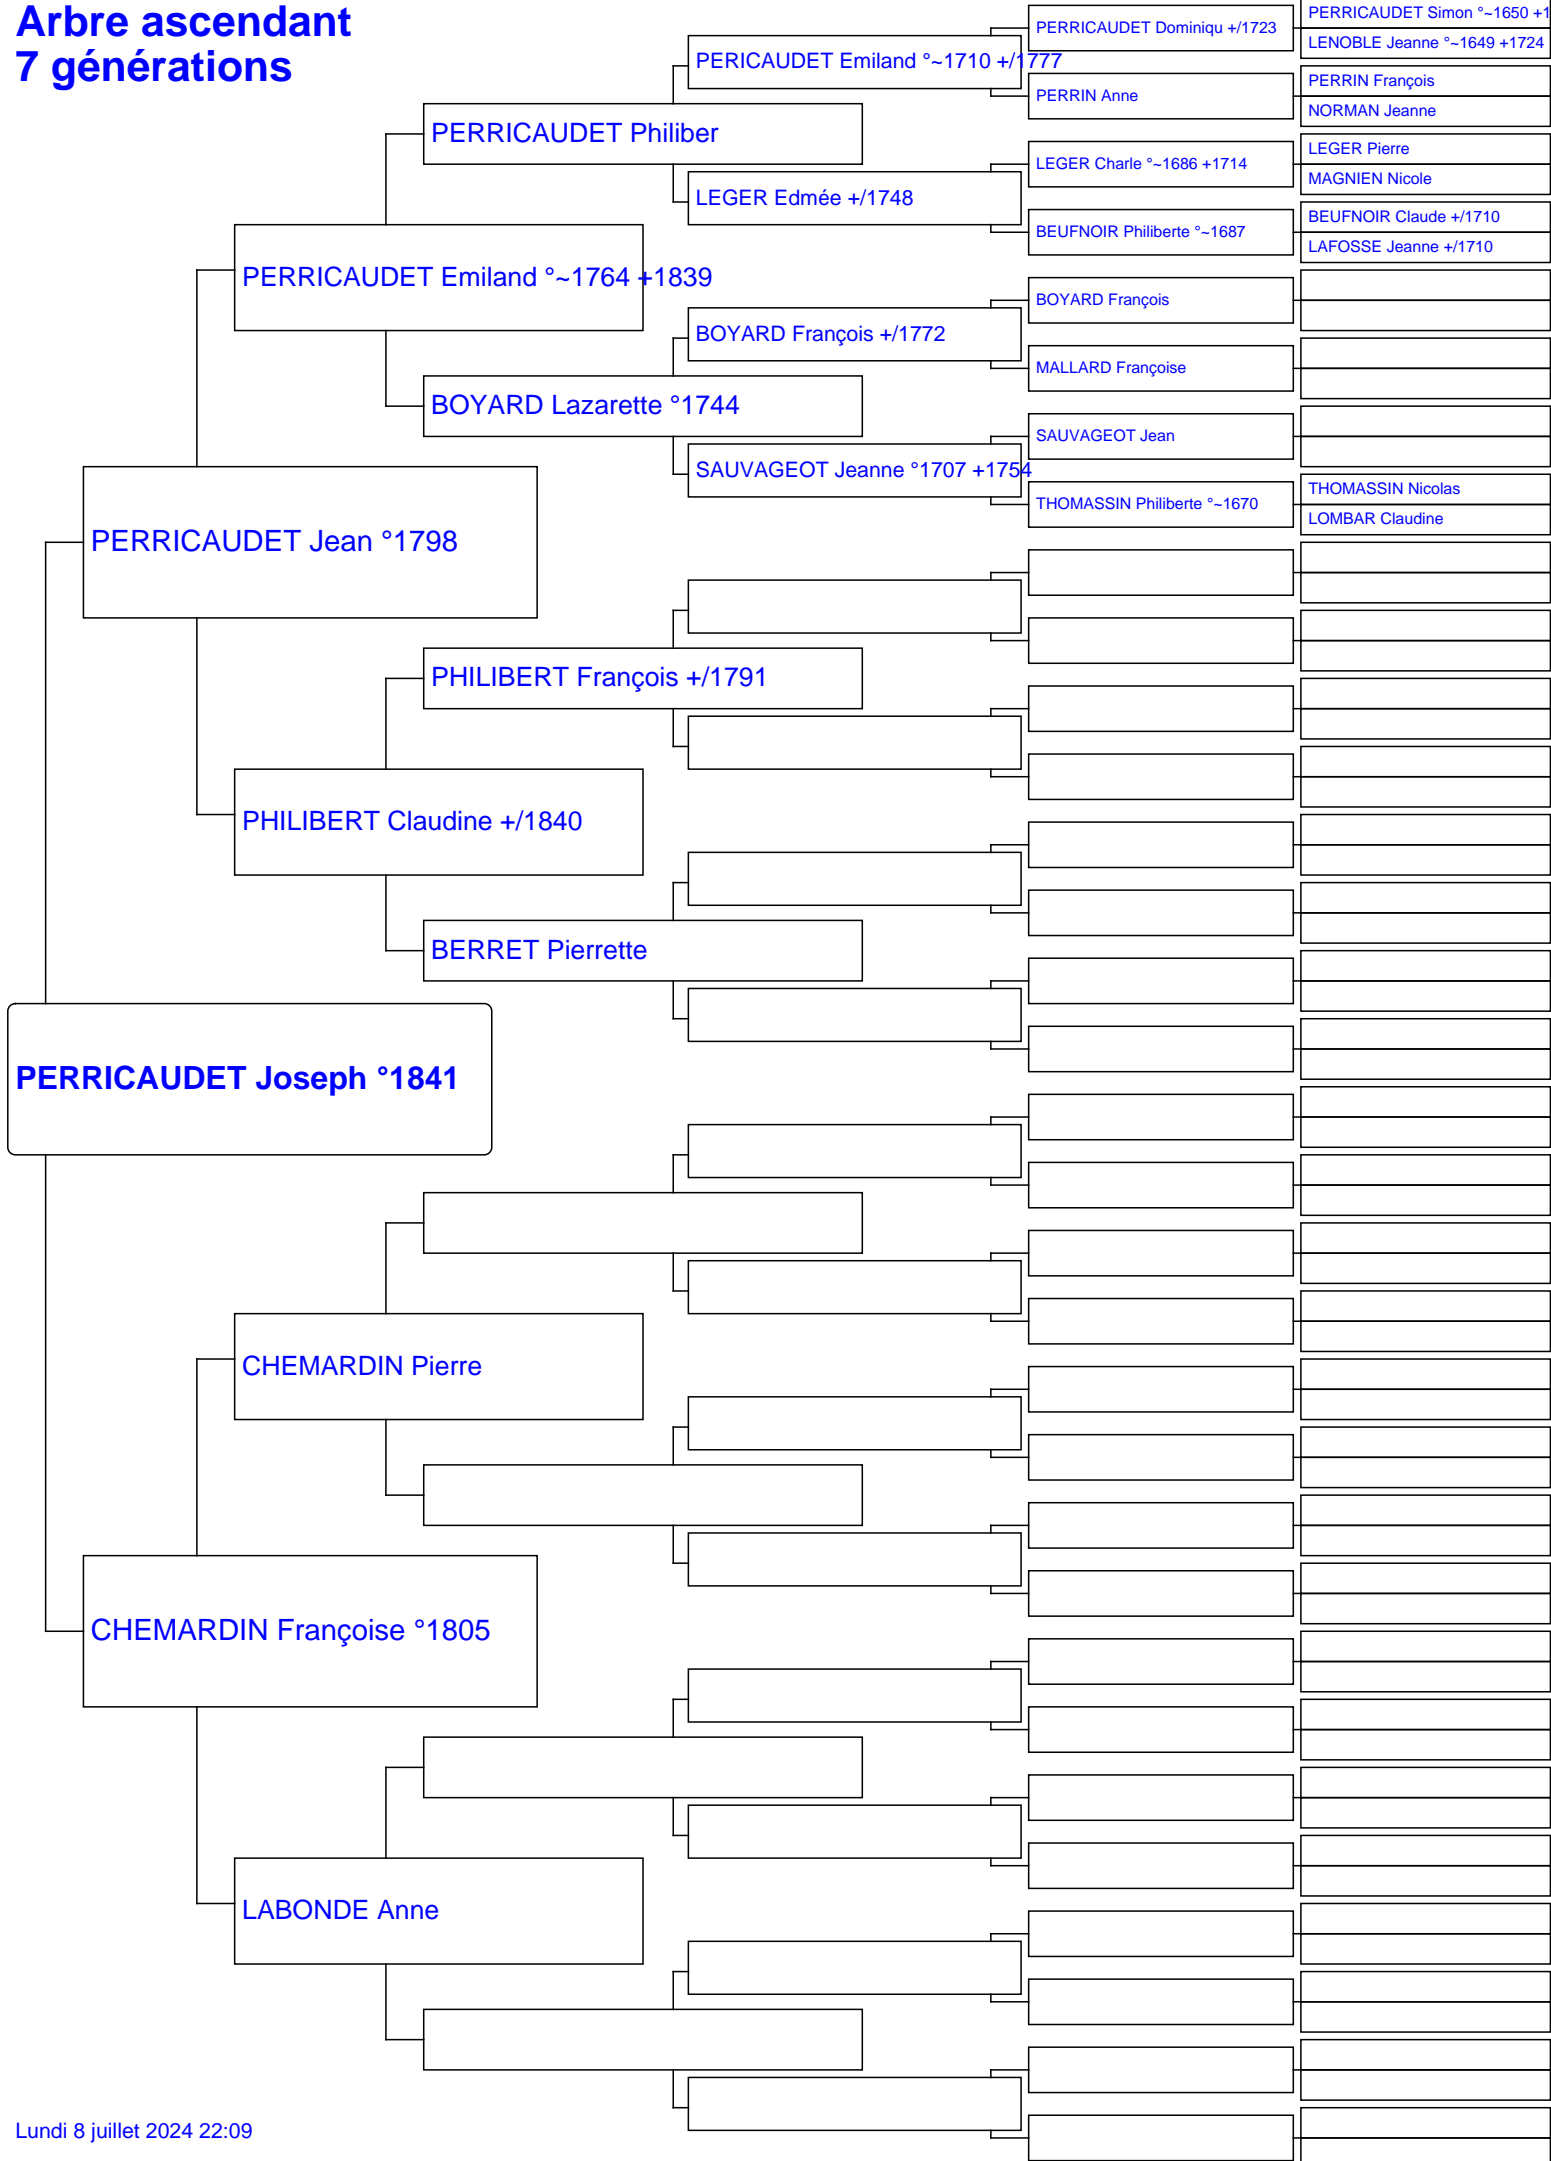 Arbre ascendant
7 générations
PERRICAUDET Simon °~1650 +1
PERRICAUDET Dominiqu +/1723
LENOBLE Jeanne °~1649 +1724
PERICAUDET Emiland °~1710 +/1777
PERRIN François
PERRIN Anne
NORMAN Jeanne
PERRICAUDET Philiber
LEGER Pierre
LEGER Charle °~1686 +1714
MAGNIEN Nicole
LEGER Edmée +/1748
BEUFNOIR Claude +/1710
BEUFNOIR Philiberte °~1687
LAFOSSE Jeanne +/1710
PERRICAUDET Emiland °~1764 +1839
BOYARD François
BOYARD François +/1772
MALLARD Françoise
BOYARD Lazarette °1744
SAUVAGEOT Jean
SAUVAGEOT Jeanne °1707 +1754
THOMASSIN Nicolas
THOMASSIN Philiberte °~1670
LOMBAR Claudine
PERRICAUDET Jean °1798
PHILIBERT François +/1791
PHILIBERT Claudine +/1840
BERRET Pierrette
PERRICAUDET Joseph °1841
CHEMARDIN Pierre
CHEMARDIN Françoise °1805
LABONDE Anne
Lundi 8 juillet 2024 22:09